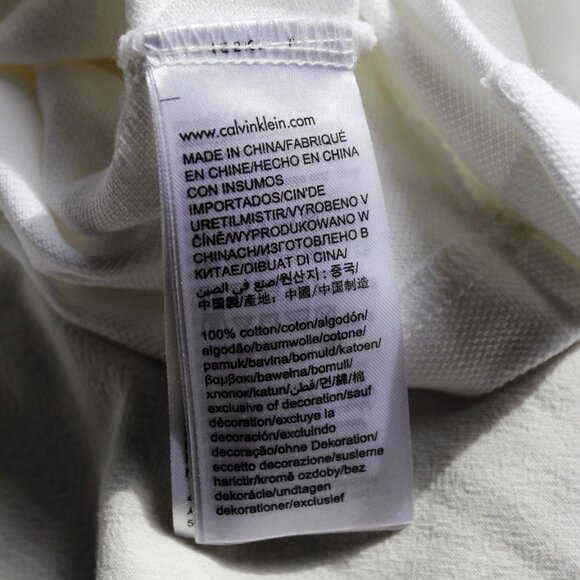 www.calvinklein.com
MADE IN CHINA/FABRIQUÉ
EN CHINE/HECHO EN CHINA
CON INSUMOS
IMPORTADOS/CIN'DE
URETILMISTIR/VYROBENO V
ČÍNĚ/WYPRODUKOWANO W
CHINACH/ИЗГОТОВЛЕНО В
КИТАЕ/DIBUAT DI CINA/
صنع في الصين/원산지 : 중국/
中国製/產地：中國/中国制造
100% cotton/coton/algodón/
algodão/baumwolle/cotone/
pamuk/bavlna/bomuld/katoen/
βαμβακι/bawełna/bomull/
хлопок/katun/قطن/면/綿/棉
exclusive of decoration/sauf
décoration/excluye la
decoración/excluindo
decoração/ohne Dekoration/
eccetto decorazione/susleme
harictir/kromě ozdoby/bez
dekorácie/undtagen
dekorationer/exclusief